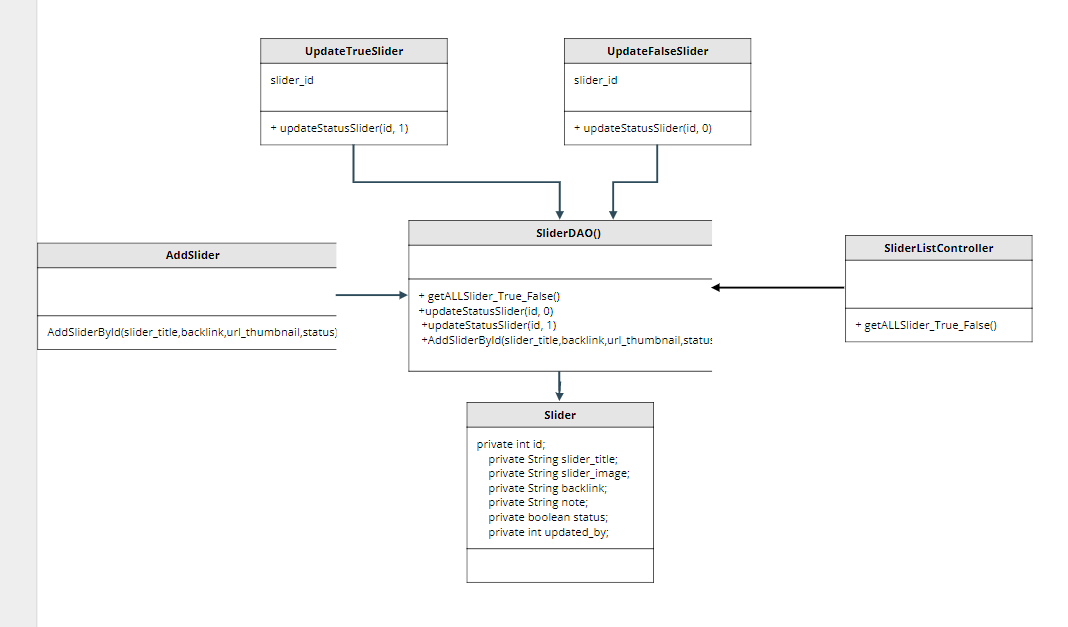 UpdateTrueSlider
slider_id
+ updateStatusSlider(id, 1)
UpdateFalseSlider
slider_id
+ updateStatusSlider(id, 0)
AddSlider
AddSliderById(slider_title,backlink,url_thumbnail,status)
SliderDAO()
+ getALLSlider_True_False()
+updateStatusSlider(id, 0)
+updateStatusSlider(id, 1)
+AddSliderById(slider_title,backlink,url_thumbnail,status
SliderListController
+ getALLSlider_True_False()
Slider
private int id;
private String slider_title;
private String slider_image;
private String backlink;
private String note;
private boolean status;
private int updated_by;